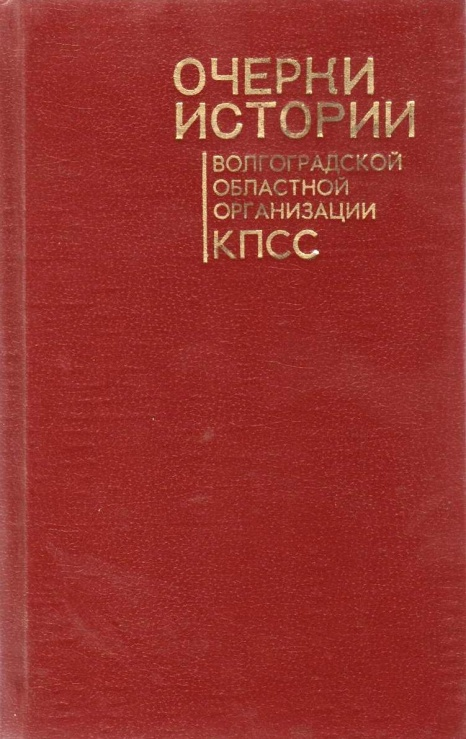 ОЧЕРКИ
ИСТОРИИ
ВОЛГОГРАДСКОЙ
ОБЛАСТНОЙ
ОРГАНИЗАЦИИ
КПСС